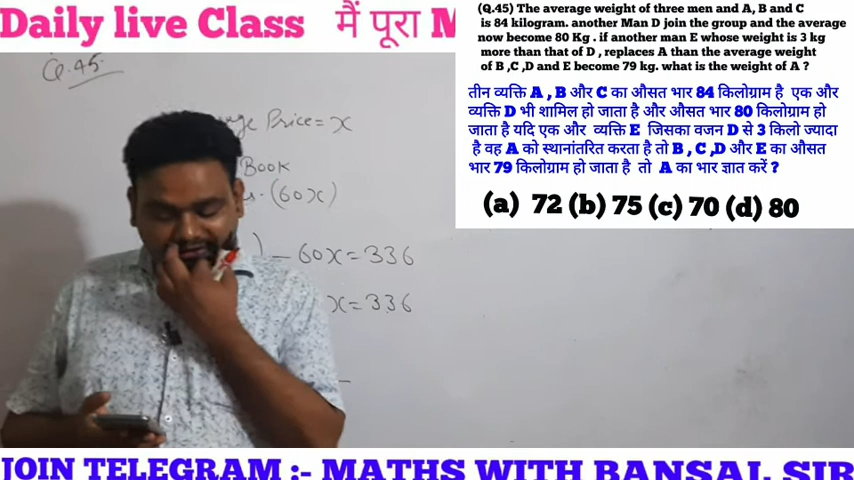 Daily live Class मैं पूरा M
(Q.45) The average weight of three men and A, B and C
is 84 kilogram. another Man D join the group and the average
now become 80 Kg . if another man E whose weight is 3 kg
more than that of D , replaces A than the average weight
of B ,C ,D and E become 79 kg. what is the weight of A ?
तीन व्यक्ति A , B और C का औसत भार 84 किलोग्राम है एक और
व्यक्ति D भी शामिल हो जाता है और औसत भार 80 किलोग्राम हो
जाता है यदि एक और व्यक्ति E जिसका वजन D से 3 किलो ज्यादा
है वह A को स्थानांतरित करता है तो B , C ,D और E का औसत
भार 79 किलोग्राम हो जाता है तो A का भार ज्ञात करें ?
(a) 72 (b) 75 (c) 70 (d) 80
Q.45.
Price = x
Book
(60x)
) - 60x = 336
x = 336
JOIN TELEGRAM :- MATHS WITH BANSAL SIR